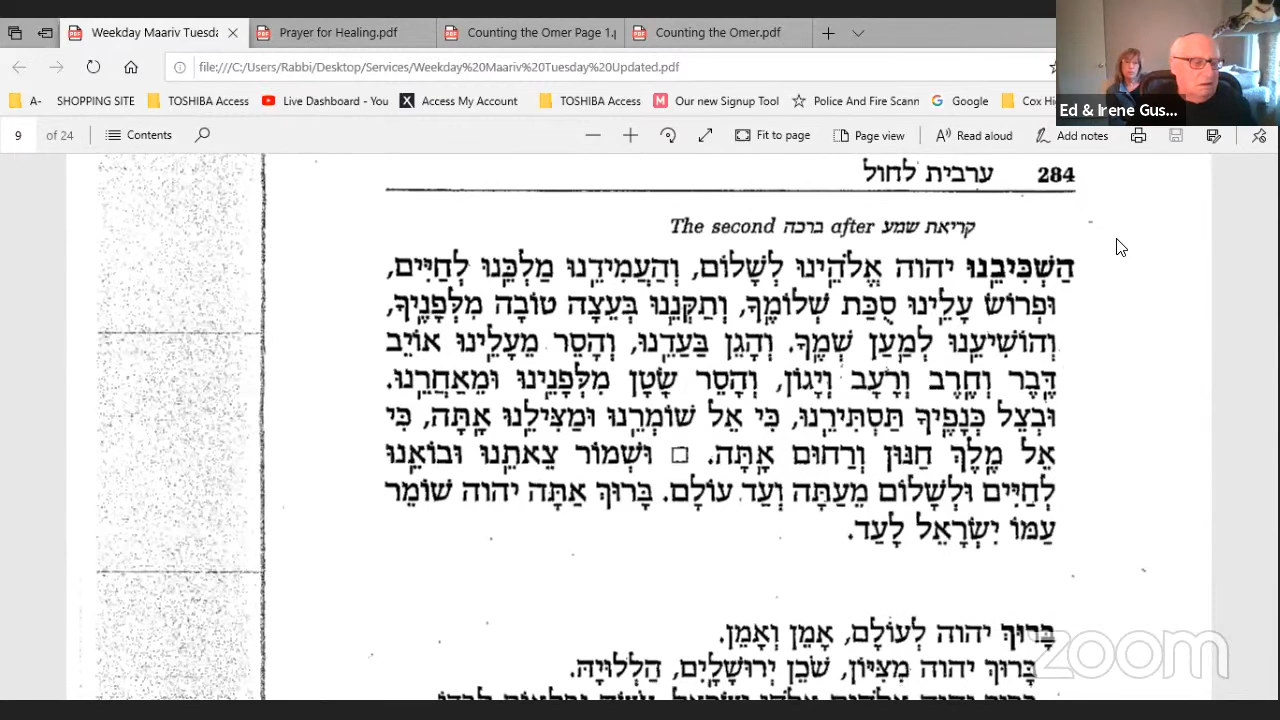 Weekday Maariv Tuesda
Prayer for Healing.pdf
Counting the Omer Page 1.p
Counting the Omer.pdf
file:///C:/Users/Rabbi/Desktop/Services/Weekday%20Maariv%20Tuesday%20Updated.pdf
A- SHOPPING SITE
TOSHIBA Access
Live Dashboard - You
Access My Account
TOSHIBA Access
Our new Signup Tool
Police And Fire Scann
Google
Cox Hi
Ed & Irene Gus...
9 of 24
Contents
Fit to page
Page view
Read aloud
Add notes
284 ערבית לחול
The second ברכה after קריאת שמע
הַשְׁכִּיבֵֽנוּ יהוה אֱלֹהֵֽינוּ לְשָׁלוֹם, וְהַעֲמִידֵֽנוּ מַלְכֵּֽנוּ לְחַיִּים,
וּפְרוֹשׂ עָלֵֽינוּ סֻכַּת שְׁלוֹמֶֽךָ, וְתַקְּנֵֽנוּ בְּעֵצָה טוֹבָה מִלְּפָנֶֽיךָ,
וְהוֹשִׁיעֵֽנוּ לְמַֽעַן שְׁמֶֽךָ. וְהָגֵן בַּעֲדֵֽנוּ, וְהָסֵר מֵעָלֵֽינוּ אוֹיֵב
דֶּֽבֶר וְחֶֽרֶב וְרָעָב וְיָגוֹן, וְהָסֵר שָׂטָן מִלְּפָנֵֽינוּ וּמֵאַחֲרֵֽנוּ.
וּבְצֵל כְּנָפֶֽיךָ תַּסְתִּירֵֽנוּ, כִּי אֵל שׁוֹמְרֵֽנוּ וּמַצִּילֵֽנוּ אָֽתָּה, כִּי
אֵל מֶֽלֶךְ חַנּוּן וְרַחוּם אָֽתָּה. □ וּשְׁמוֹר צֵאתֵֽנוּ וּבוֹאֵֽנוּ
לְחַיִּים וּלְשָׁלוֹם מֵעַתָּה וְעַד עוֹלָם. בָּרוּךְ אַתָּה יהוה שׁוֹמֵר
עַמּוֹ יִשְׂרָאֵל לָעַד.
בָּרוּךְ יהוה לְעוֹלָם, אָמֵן וְאָמֵן.
בָּרוּךְ יהוה מִצִּיּוֹן, שֹׁכֵן יְרוּשָׁלָֽיִם, הַלְלוּיָהּ.
zoom